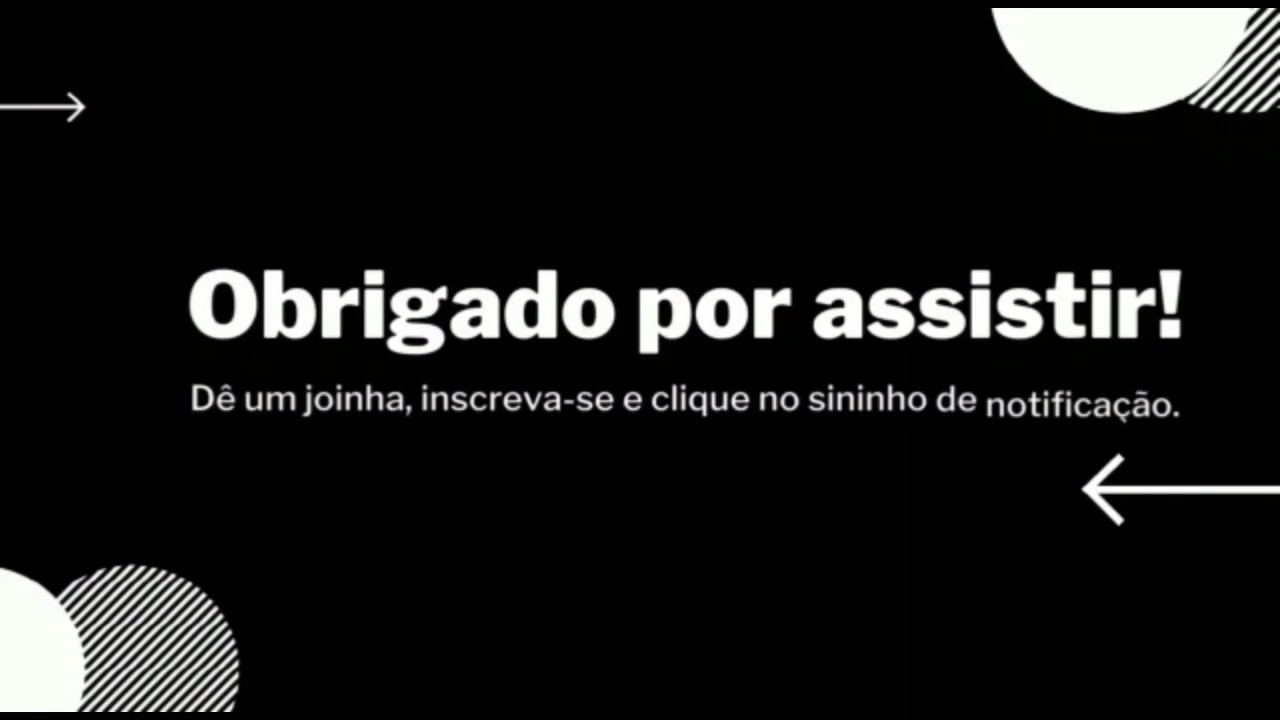 Obrigado por assistir!
Dê um joinha, inscreva-se e clique no sininho de notificação.